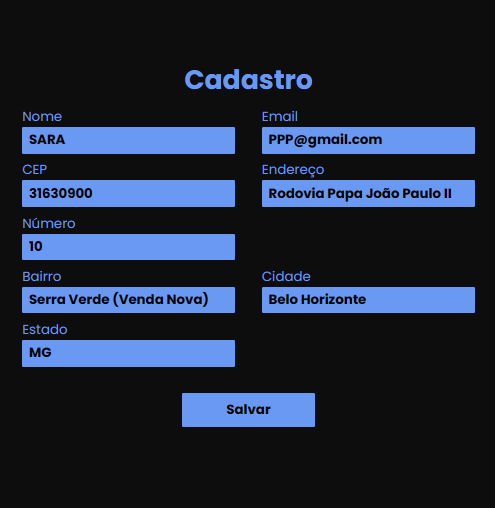 Cadastro
Nome
Email
SARA
PPP@gmail.com
CEP
Endereço
31630900
Rodovia Papa João Paulo II
Número
10
Bairro
Cidade
Serra Verde (Venda Nova)
Belo Horizonte
Estado
MG
Salvar